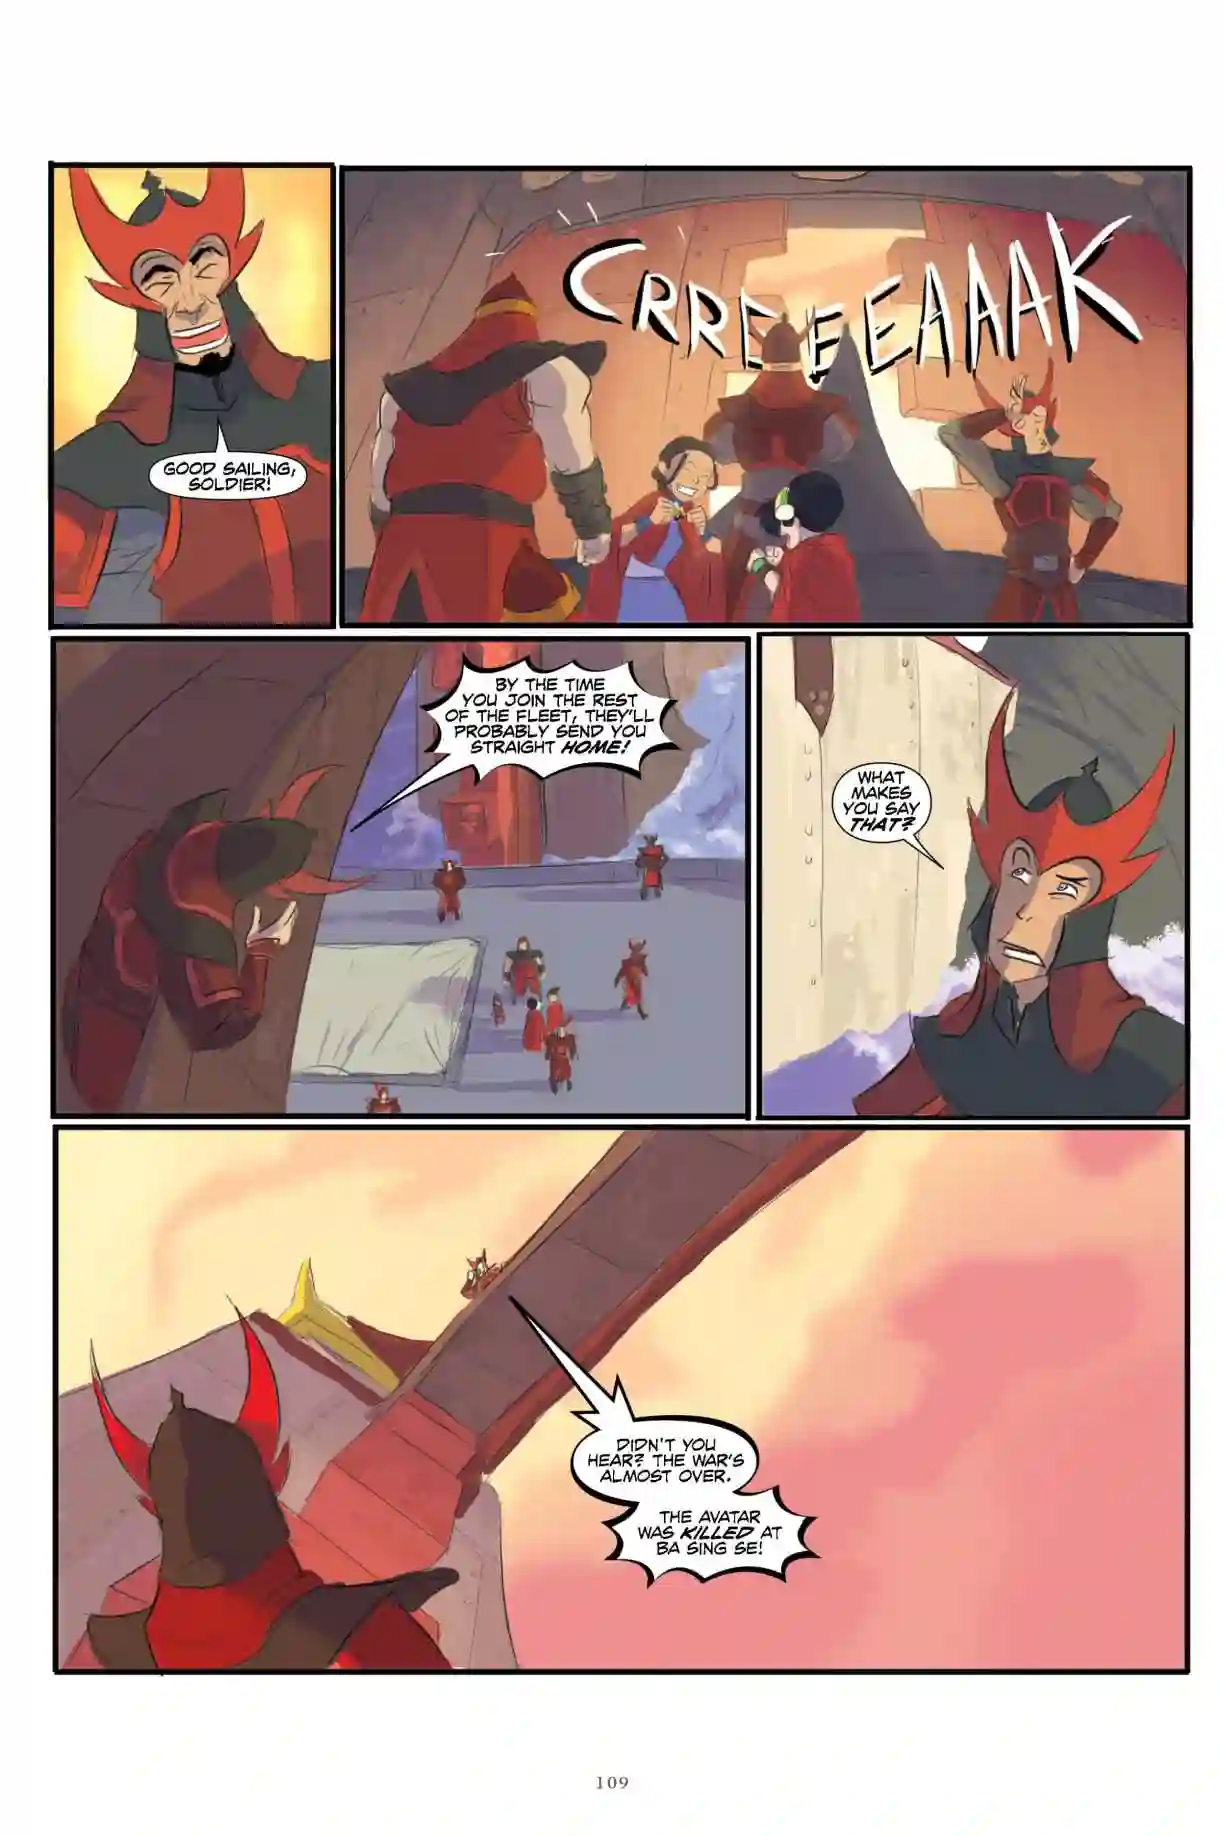 GOOD SAILING,
SOLDIER!
CRRREEEAAAAK
BY THE TIME
YOU JOIN THE REST
OF THE FLEET, THEY'LL
PROBABLY SEND YOU
STRAIGHT HOME!
WHAT
MAKES
YOU SAY
THAT?
DIDN'T YOU
HEAR? THE WAR'S
ALMOST OVER.
THE AVATAR
WAS KILLED AT
BA SING SE!
109